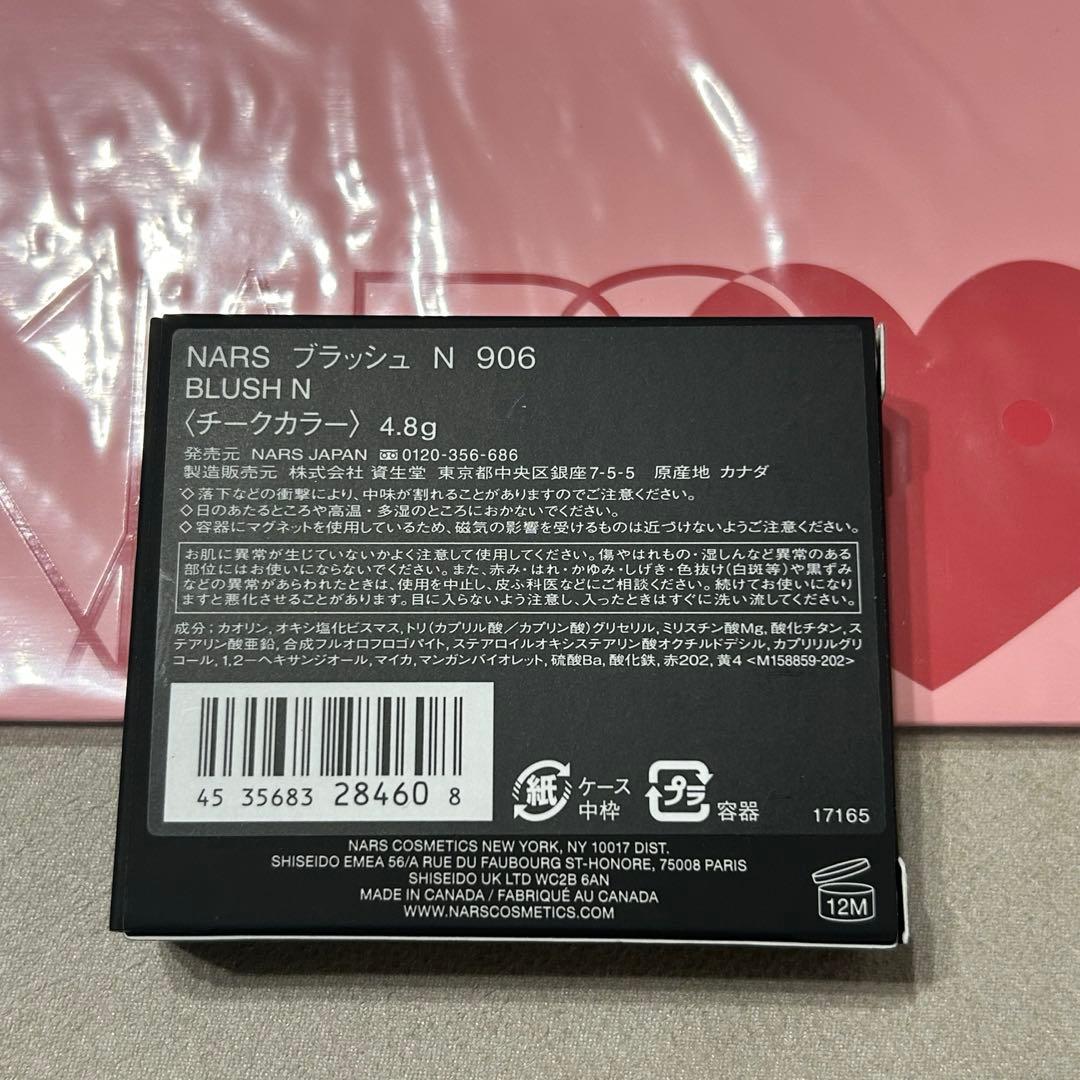 NARS ブラッシュ N 906
BLUSH N
〈チークカラー〉 4.8g
発売元 NARS JAPAN 0120-356-686
製造販売元 株式会社 資生堂 東京都中央区銀座7-5-5 原産地 カナダ
◇落下などの衝撃により、中味が割れることがありますのでご注意ください。
◇日のあたるところや高温・多湿のところにおかないでください。
◇容器にマグネットを使用しているため、磁気の影響を受けるものは近づけないようご注意ください。
お肌に異常が生じていないかよく注意して使用してください。傷やはれもの・湿しんなど異常のある
部位にはお使いにならないでください。また、赤み・はれ・かゆみ・しげき・色抜け(白斑等)や黒ずみ
などの異常があらわれたときは、使用を中止し、皮ふ科医などにご相談ください。続けてお使いになり
ますと悪化することがあります。目に入らないよう注意し、入ったときはすぐに洗い流してください。
成分:カオリン,オキシ塩化ビスマス,トリ(カプリル酸/カプリン酸)グリセリル,ミリスチン酸Mg,酸化チタン,ス
テアリン酸亜鉛,合成フルオロフロゴパイト,ステアロイルオキシステアリン酸オクチルドデシル,カプリリルグリ
コール,1,2-ヘキサンジオール,マイカ,マンガンバイオレット,硫酸Ba,酸化鉄,赤202,黄4<M158859-202>
4 535683 284608
紙 ケース
中枠
プラ 容器
17165
NARS COSMETICS NEW YORK, NY 10017 DIST.
SHISEIDO EMEA 56/A RUE DU FAUBOURG ST-HONORE, 75008 PARIS
SHISEIDO UK LTD WC2B 6AN
MADE IN CANADA / FABRIQUÉ AU CANADA
WWW.NARSCOSMETICS.COM
12M